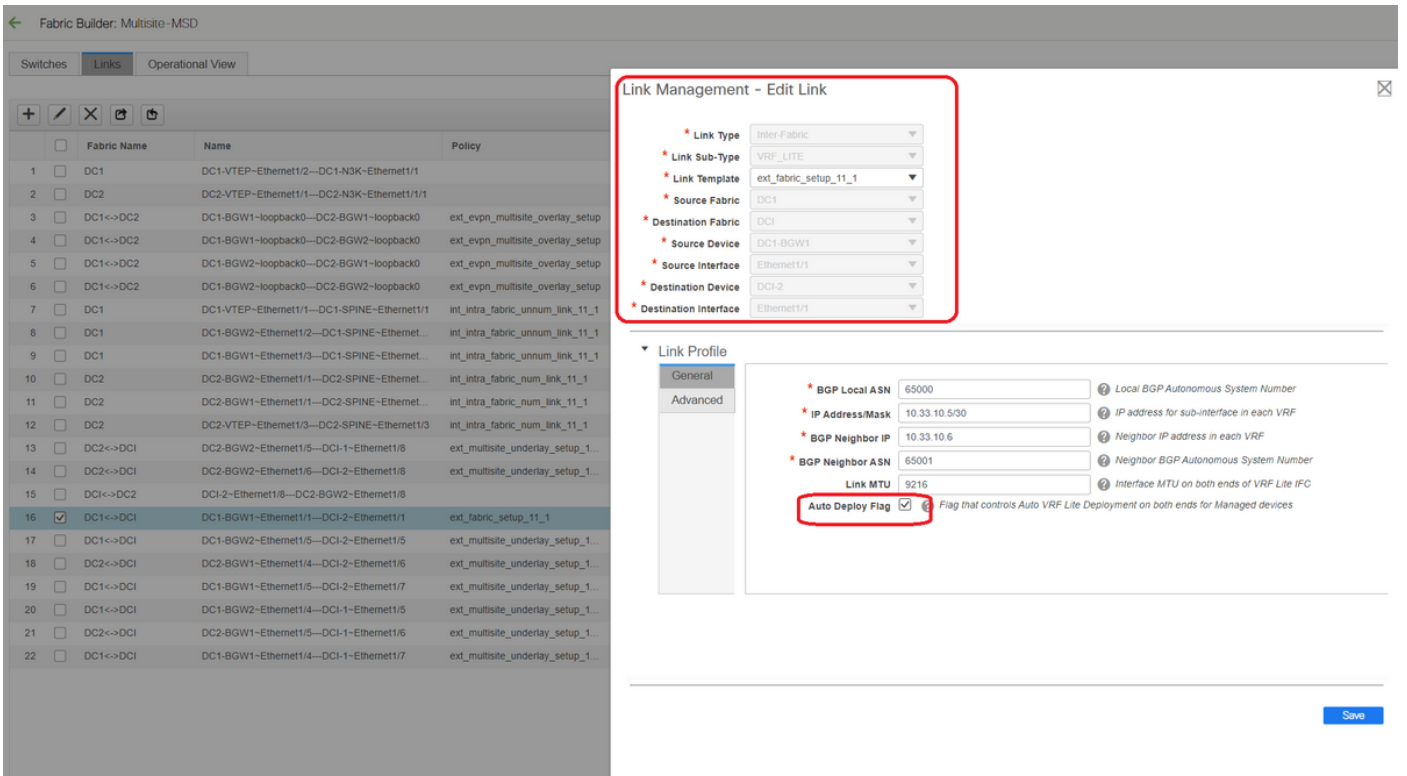 Fabric Builder: Multisite-MSD
Switches Links Operational View
Fabric Name Name Policy
1 DC1 DC1-VTEP~Ethernet1/2---DC1-N3K~Ethernet1/1
2 DC2 DC2-VTEP~Ethernet1/1---DC2-N3K~Ethernet1/1/1
3 DC1<->DC2 DC1-BGW1~loopback0---DC2-BGW1~loopback0 ext_evpn_multisite_overlay_setup
4 DC1<->DC2 DC1-BGW1~loopback0---DC2-BGW2~loopback0 ext_evpn_multisite_overlay_setup
5 DC1<->DC2 DC1-BGW2~loopback0---DC2-BGW1~loopback0 ext_evpn_multisite_overlay_setup
6 DC1<->DC2 DC1-BGW2~loopback0---DC2-BGW2~loopback0 ext_evpn_multisite_overlay_setup
7 DC1 DC1-VTEP~Ethernet1/1---DC1-SPINE~Ethernet1/1 int_intra_fabric_unnum_link_11_1
8 DC1 DC1-BGW2~Ethernet1/2---DC1-SPINE~Ethernet... int_intra_fabric_unnum_link_11_1
9 DC1 DC1-BGW1~Ethernet1/3---DC1-SPINE~Ethernet... int_intra_fabric_unnum_link_11_1
10 DC2 DC2-BGW2~Ethernet1/1---DC2-SPINE~Ethernet... int_intra_fabric_num_link_11_1
11 DC2 DC2-BGW1~Ethernet1/1---DC2-SPINE~Ethernet... int_intra_fabric_num_link_11_1
12 DC2 DC2-VTEP~Ethernet1/3---DC2-SPINE~Ethernet1/3 int_intra_fabric_num_link_11_1
13 DC2<->DCI DC2-BGW2~Ethernet1/5---DCI-1~Ethernet1/8 ext_multisite_underlay_setup_1...
14 DC2<->DCI DC2-BGW2~Ethernet1/6---DCI-2~Ethernet1/8 ext_multisite_underlay_setup_1...
15 DCI<->DC2 DCI-2~Ethernet1/8---DC2-BGW2~Ethernet1/8
16 DC1<->DCI DC1-BGW1~Ethernet1/1---DCI-2~Ethernet1/1 ext_fabric_setup_11_1
17 DC1<->DCI DC1-BGW2~Ethernet1/5---DCI-2~Ethernet1/5 ext_multisite_underlay_setup_1...
18 DC2<->DCI DC2-BGW1~Ethernet1/4---DCI-2~Ethernet1/6 ext_multisite_underlay_setup_1...
19 DC1<->DCI DC1-BGW1~Ethernet1/5---DCI-2~Ethernet1/7 ext_multisite_underlay_setup_1...
20 DC1<->DCI DC1-BGW2~Ethernet1/4---DCI-1~Ethernet1/5 ext_multisite_underlay_setup_1...
21 DC2<->DCI DC2-BGW1~Ethernet1/5---DCI-1~Ethernet1/6 ext_multisite_underlay_setup_1...
22 DC1<->DCI DC1-BGW1~Ethernet1/4---DCI-1~Ethernet1/7 ext_multisite_underlay_setup_1...
Link Management - Edit Link
* Link Type Inter-Fabric
* Link Sub-Type VRF_LITE
* Link Template ext_fabric_setup_11_1
* Source Fabric DC1
* Destination Fabric DCI
* Source Device DC1-BGW1
* Source Interface Ethernet1/1
* Destination Device DCI-2
* Destination Interface Ethernet1/1
Link Profile
General
Advanced
* BGP Local ASN 65000 ? Local BGP Autonomous System Number
* IP Address/Mask 10.33.10.5/30 ? IP address for sub-interface in each VRF
* BGP Neighbor IP 10.33.10.6 ? Neighbor IP address in each VRF
* BGP Neighbor ASN 65001 ? Neighbor BGP Autonomous System Number
Link MTU 9216 ? Interface MTU on both ends of VRF Lite IFC
Auto Deploy Flag ? Flag that controls Auto VRF Lite Deployment on both ends for Managed devices
Save